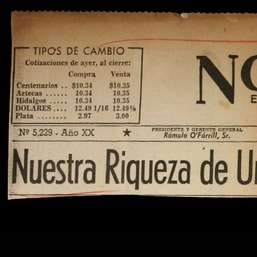 TIPOS DE CAMBIO
Cotizaciones de ayer, al cierre:
Compra Venta
Centenarios .. $10.34 $10.35
Aztecas ...... 10.34 10.35
Hidalgos ..... 10.34 10.35
DOLARES .... 12.49 1/16 12.49⅛
Plata ........ 2.97 3.00
NO
E
Nº 5,229 - Año XX ★
PRESIDENTE Y GERENTE GENERAL
Rómulo O'Farrill, Sr.
Nuestra Riqueza de U